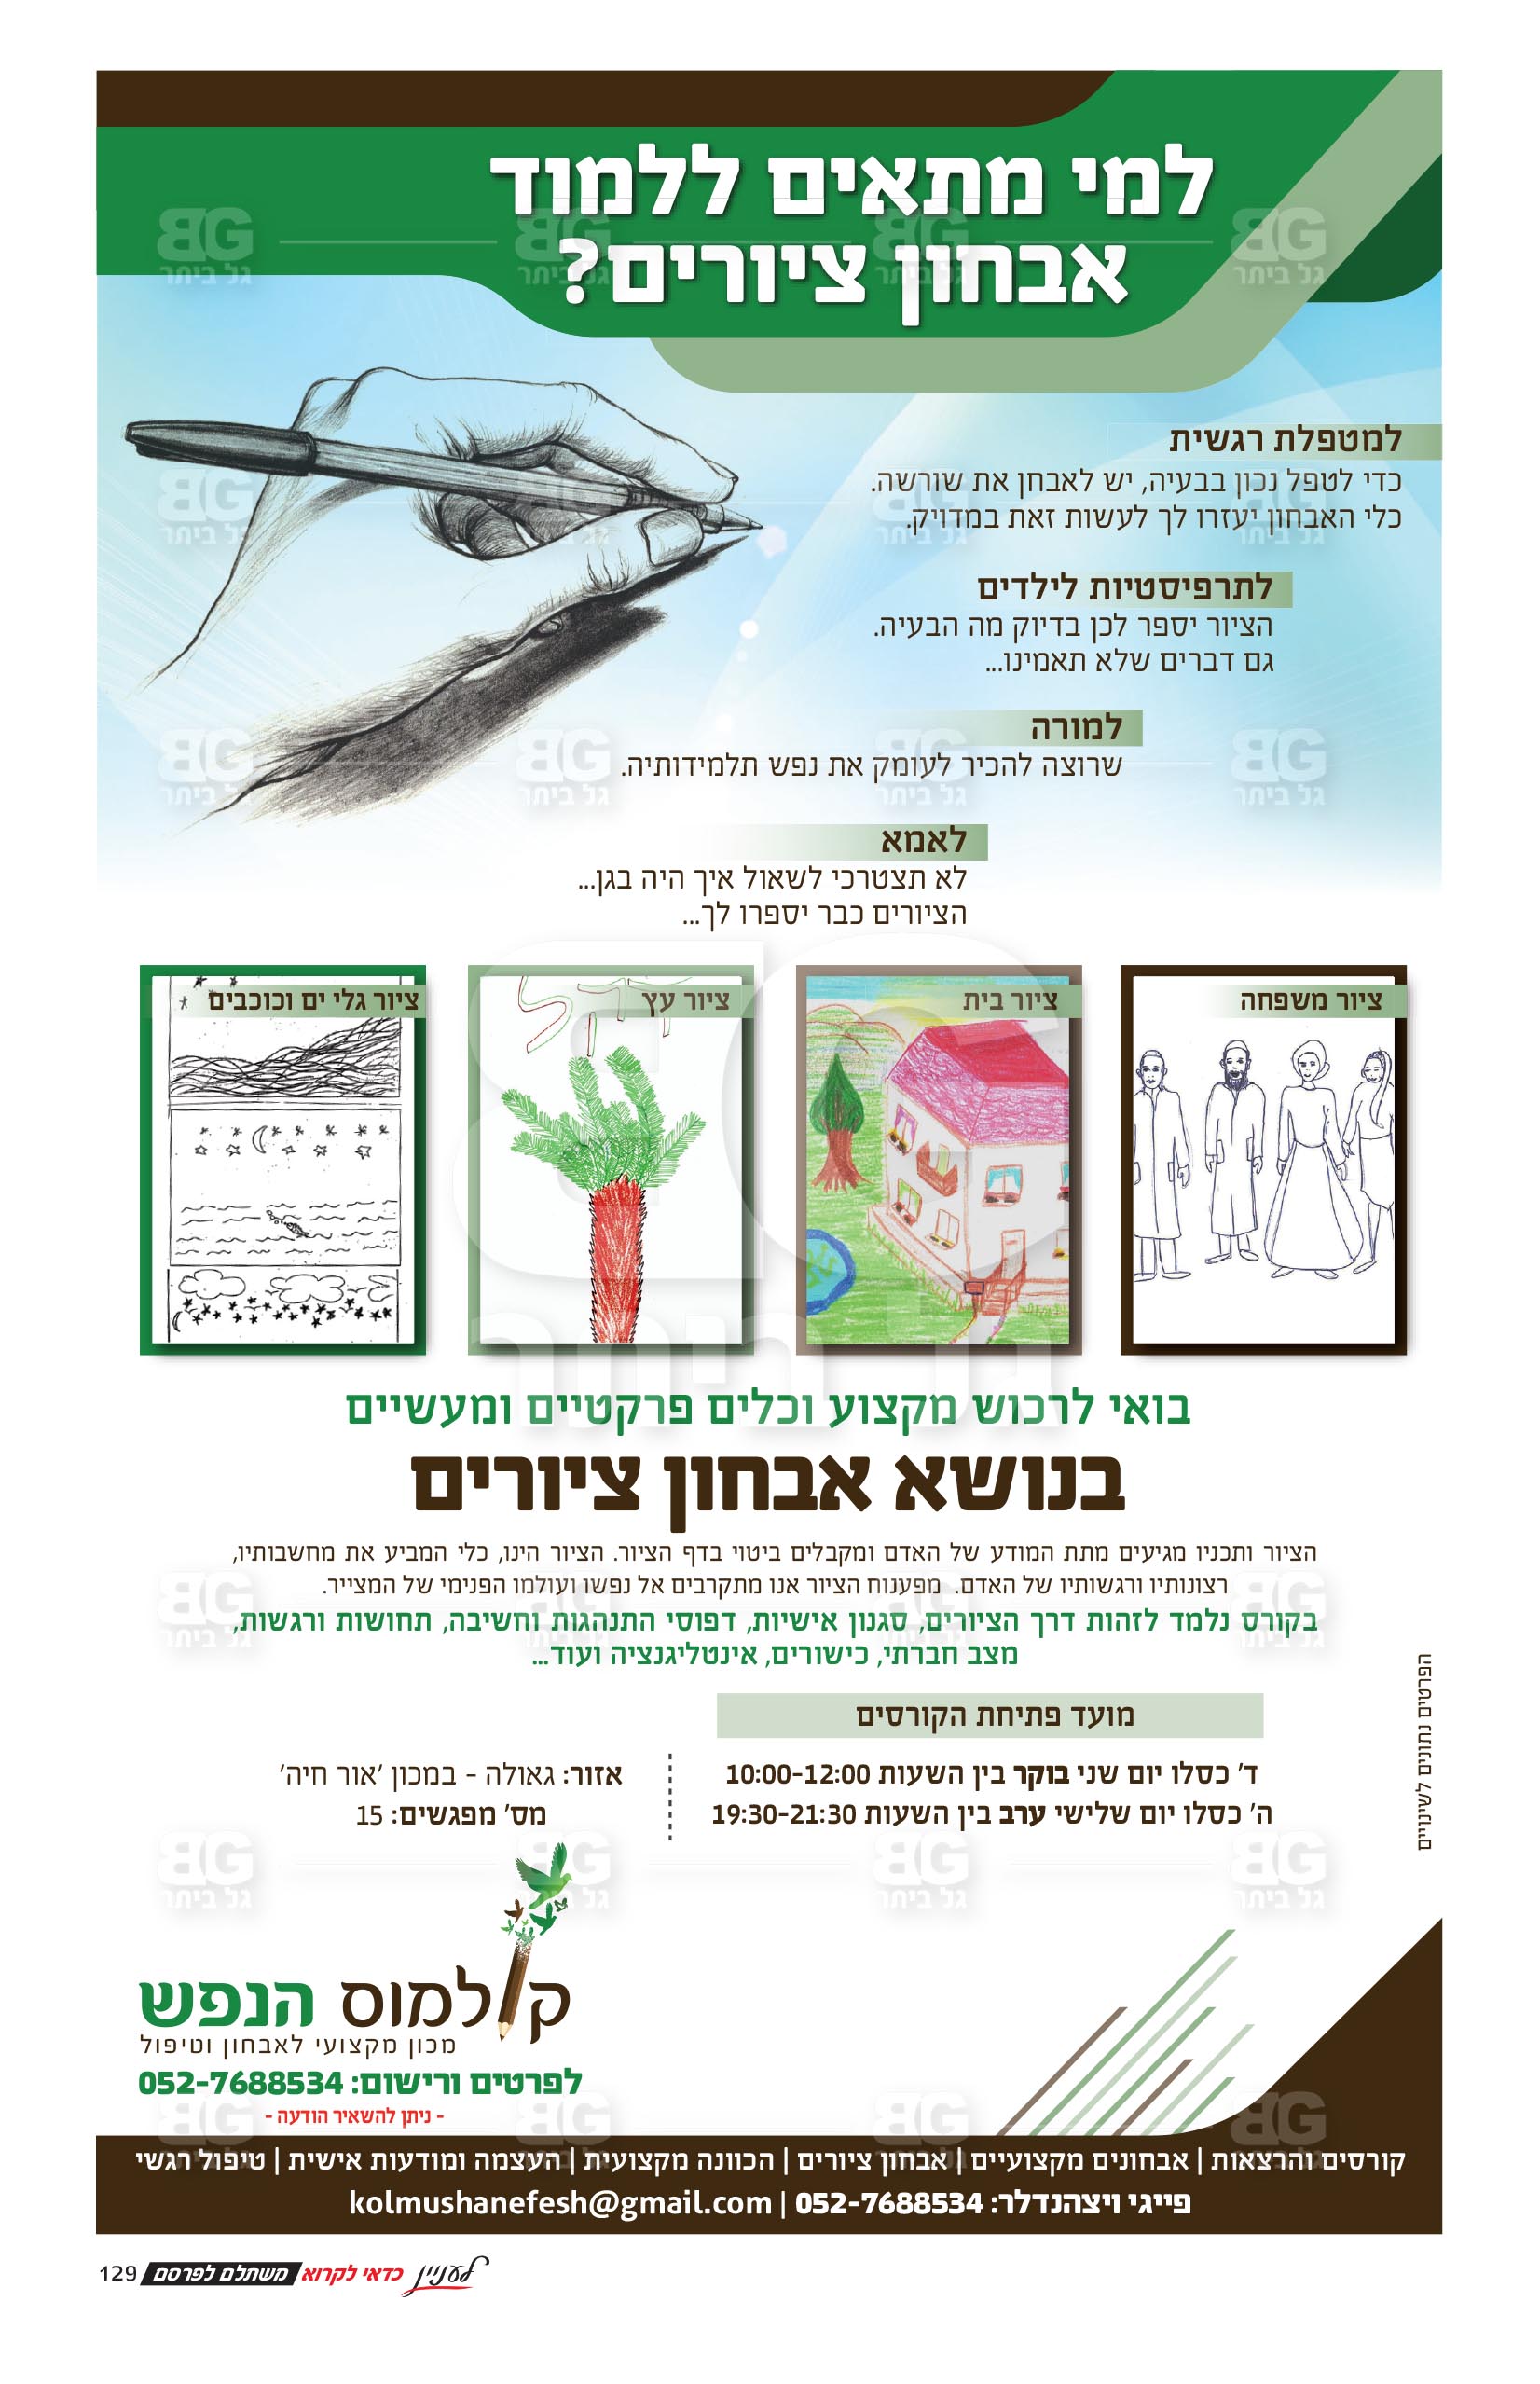 למי מתאים ללמוד
אבחון ציורים?
למטפלת רגשית
כדי לטפל נכון בבעיה, יש לאבחן את שורשה.
כלי האבחון יעזרו לך לעשות זאת במדויק.
לתרפיסטיות לילדים
הציור יספר לכן בדיוק מה הבעיה.
גם דברים שלא תאמינו...
למורה
שרוצה להכיר לעומק את נפש תלמידותיה.
לאמא
לא תצטרכי לשאול איך היה בגן...
הציורים כבר יספרו לך...
ציור משפחה
ציור בית
ציור עץ
ציור גלי ים וכוכבים
בואי לרכוש מקצוע וכלים פרקטיים ומעשיים
בנושא אבחון ציורים
הציור ותכניו מגיעים מתת המודע של האדם ומקבלים ביטוי בדף הציור. הציור הינו, כלי המביע את מחשבותיו,
רצונותיו ורגשותיו של האדם. מפענוח הציור אנו מתקרבים אל נפשו ועולמו הפנימי של המצייר.
בקורס נלמד לזהות דרך הציורים, סגנון אישיות, דפוסי התנהגות וחשיבה, תחושות ורגשות,
מצב חברתי, כישורים, אינטליגנציה ועוד...
מועד פתיחת הקורסים
ד' כסלו יום שני בוקר בין השעות 10:00-12:00
ה' כסלו יום שלישי ערב בין השעות 19:30-21:30
אזור: גאולה - במכון 'אור חיה'
מס' מפגשים: 15
הפרטים נתונים לשינויים
קולמוס הנפש
מכון מקצועי לאבחון וטיפול
לפרטים ורישום: 052-7688534
- ניתן להשאיר הודעה -
קורסים והרצאות | אבחונים מקצועיים | אבחון ציורים | הכוונה מקצועית | העצמה ומודעות אישית | טיפול רגשי
פייגי ויצהנדלר: 052-7688534 | kolmushanefesh@gmail.com
לעניין כדאי לקרוא משתלם לפרסם 129
BG
גל ביתר